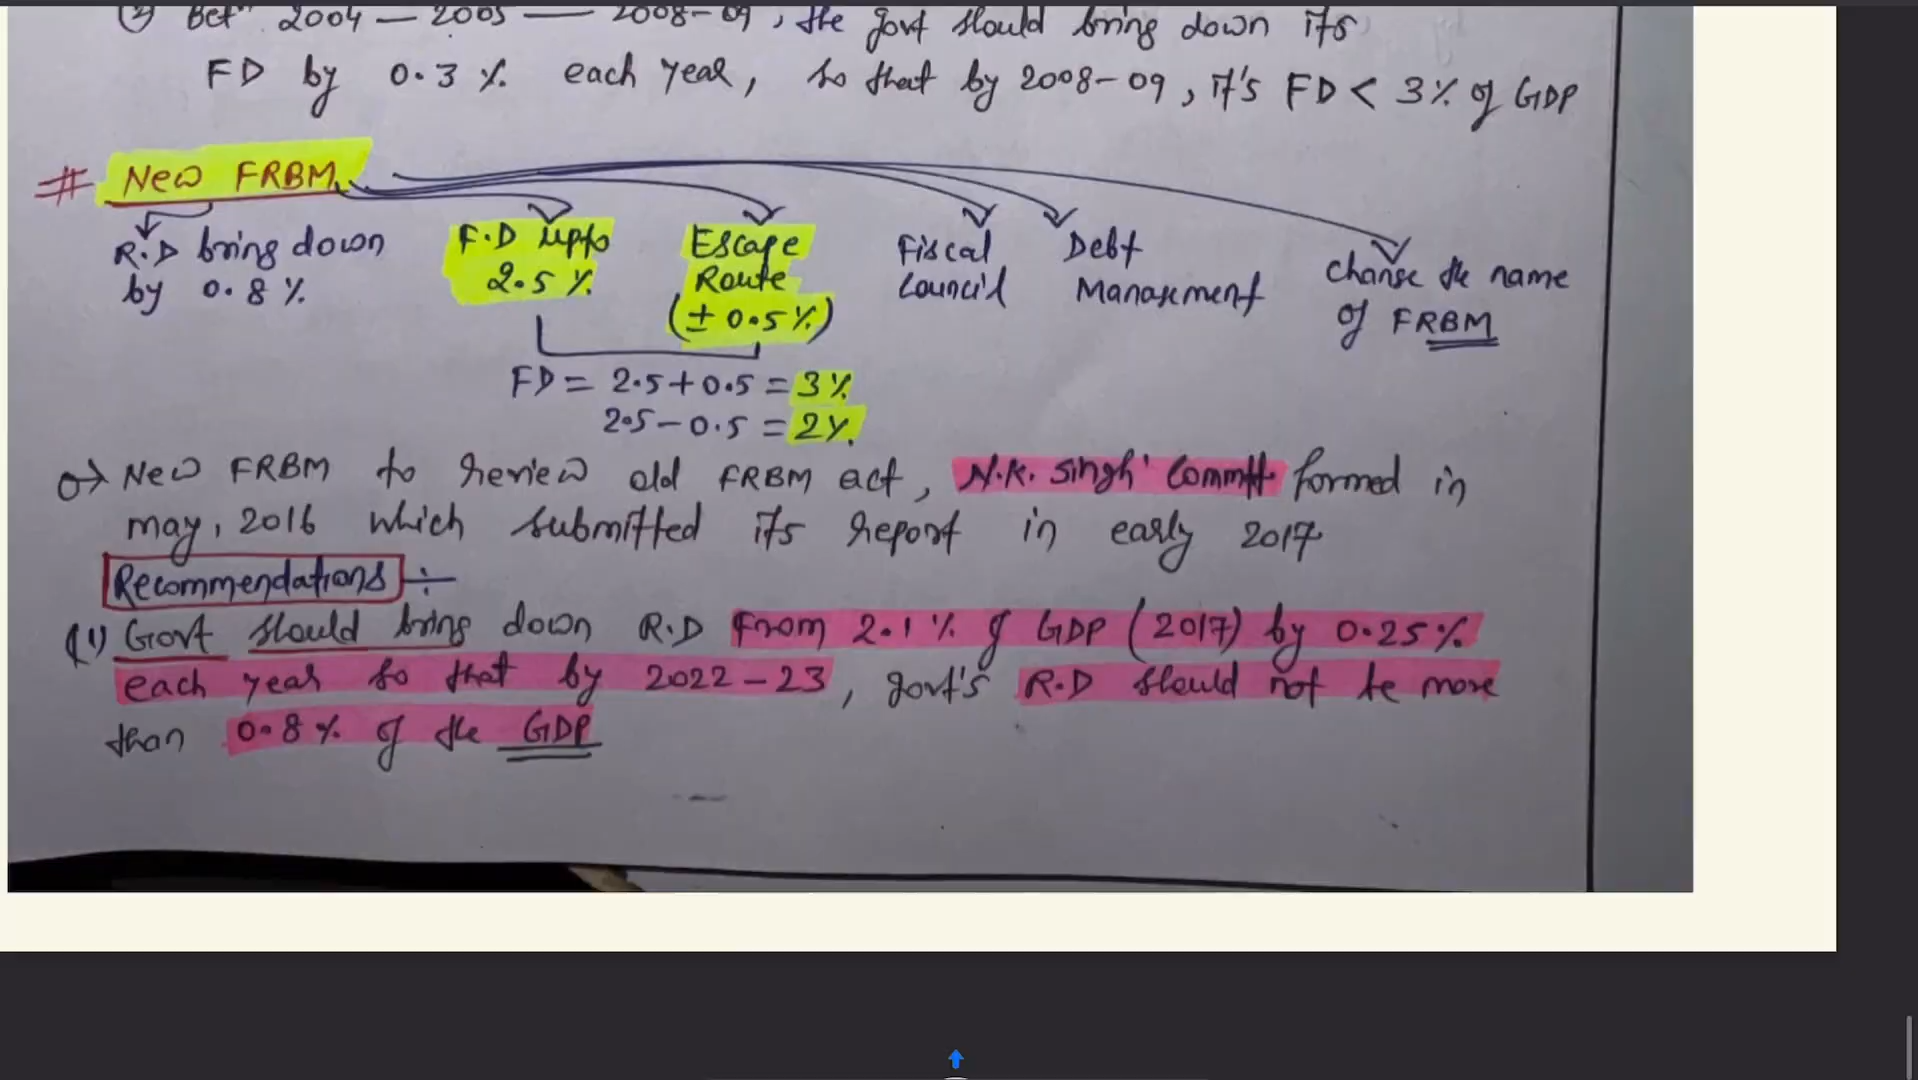 (2) Betn 2004 — 2005 — 2008-09, the govt should bring down its
FD by 0.3% each year, so that by 2008-09, it's FD < 3% of GDP
# New FRBM
R.D bring down
by 0.8%
F.D upto
2.5%
Escape
Route
(± 0.5%)
Fiscal
Council
Debt
Management
Change the name
of FRBM
FD = 2.5+0.5 = 3%
2.5-0.5 = 2%
→ New FRBM to review old FRBM act, N.K. Singh' Committ formed in
may, 2016 which submitted its report in early 2017
Recommendations ÷
(1) Govt should bring down R.D From 2.1% of GDP (2017) by 0.25%
each year so that by 2022-23, govt's R.D should not be more
than 0.8% of the GDP